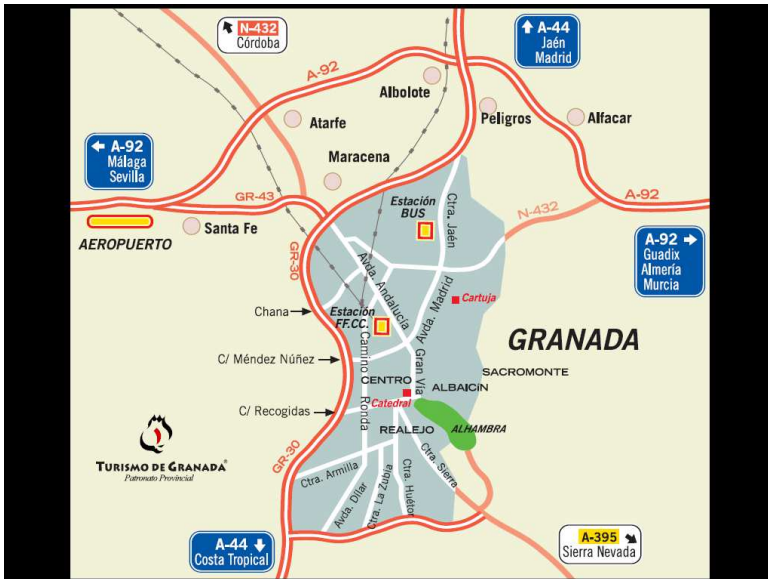 N-432
Córdoba
A-44
Jaén
Madrid
A-92
Albolote
Peligros
Alfacar
Atarfe
Maracena
A-92
Málaga
Sevilla
GR-43
Estación
BUS
Ctra. Jaén
A-92
N-432
AEROPUERTO
Santa Fe
GR-30
Avda. Andalucía
A-92
Guadix
Almería
Murcia
Avda. Madrid
Cartuja
Chana
Estación
FF.CC.
GRANADA
C/ Méndez Núñez
Camino
Ronda
Gran Vía
SACROMONTE
CENTRO
ALBAICíN
Catedral
C/ Recogidas
REALEJO
ALHAMBRA
TURISMO DE GRANADA®
Patronato Provincial
GR-30
Ctra. Armilla
Avda. Dílar
Ctra. La Zubia
Ctra. Huétor
Ctra. Sierra
A-44
Costa Tropical
A-395
Sierra Nevada